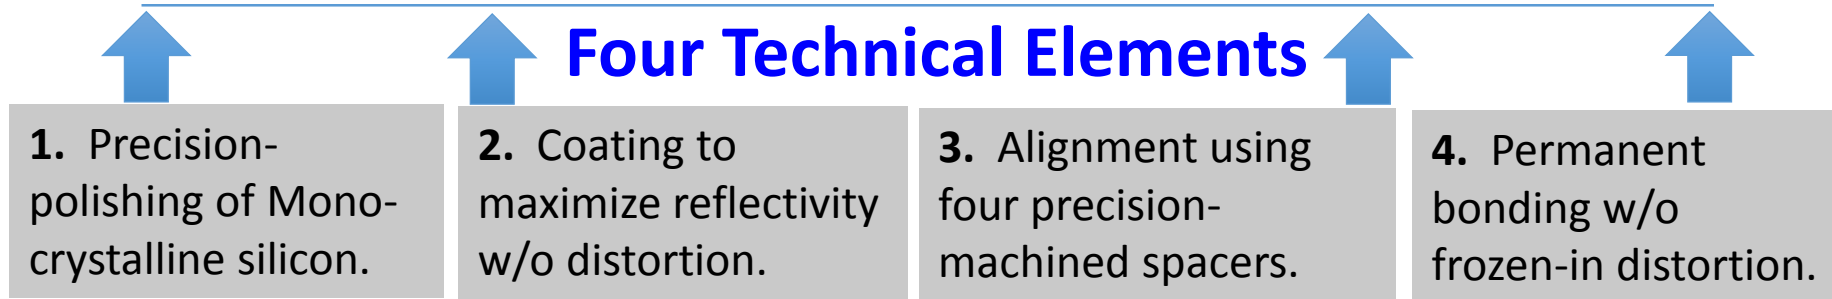 Four Technical Elements
1. Precision-
polishing of Mono-
crystalline silicon.
2. Coating to
maximize reflectivity
w/o distortion.
3. Alignment using
four precision-
machined spacers.
4. Permanent
bonding w/o
frozen-in distortion.